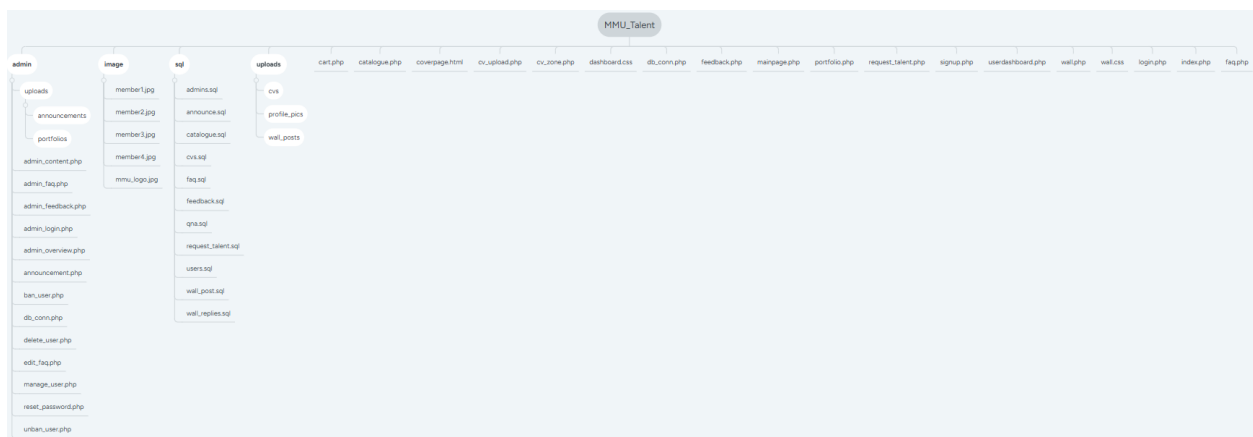 MMU_Talent
admin
image
sql
uploads
cart.php
catalogue.php
coverpage.html
cv_upload.php
cv_zone.php
dashboard.css
db_conn.php
feedback.php
mainpage.php
portfolio.php
request_talent.php
signup.php
userdashboard.php
wall.php
wall.css
login.php
index.php
faq.php
uploads
announcements
portfolios
admin_content.php
admin_faq.php
admin_feedback.php
admin_login.php
admin_overview.php
announcement.php
ban_user.php
db_conn.php
delete_user.php
edit_faq.php
manage_user.php
reset_password.php
unban_user.php
member1.jpg
member2.jpg
member3.jpg
member4.jpg
mmu_logo.jpg
admins.sql
announce.sql
catalogue.sql
cvs.sql
faq.sql
feedback.sql
qna.sql
request_talent.sql
users.sql
wall_post.sql
wall_replies.sql
cvs
profile_pics
wall_posts